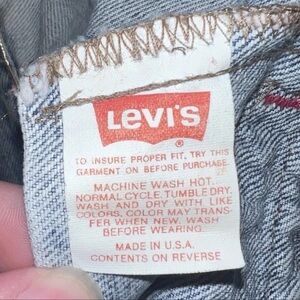 Levi's
®
TO INSURE PROPER FIT, TRY THIS
GARMENT ON BEFORE PURCHASE.
MACHINE WASH HOT.
NORMAL CYCLE. TUMBLE DRY.
WASH AND DRY WITH LIKE
COLORS, COLOR MAY TRANS-
FER WHEN NEW. WASH
BEFORE WEARING.
MADE IN U.S.A.
CONTENTS ON REVERSE